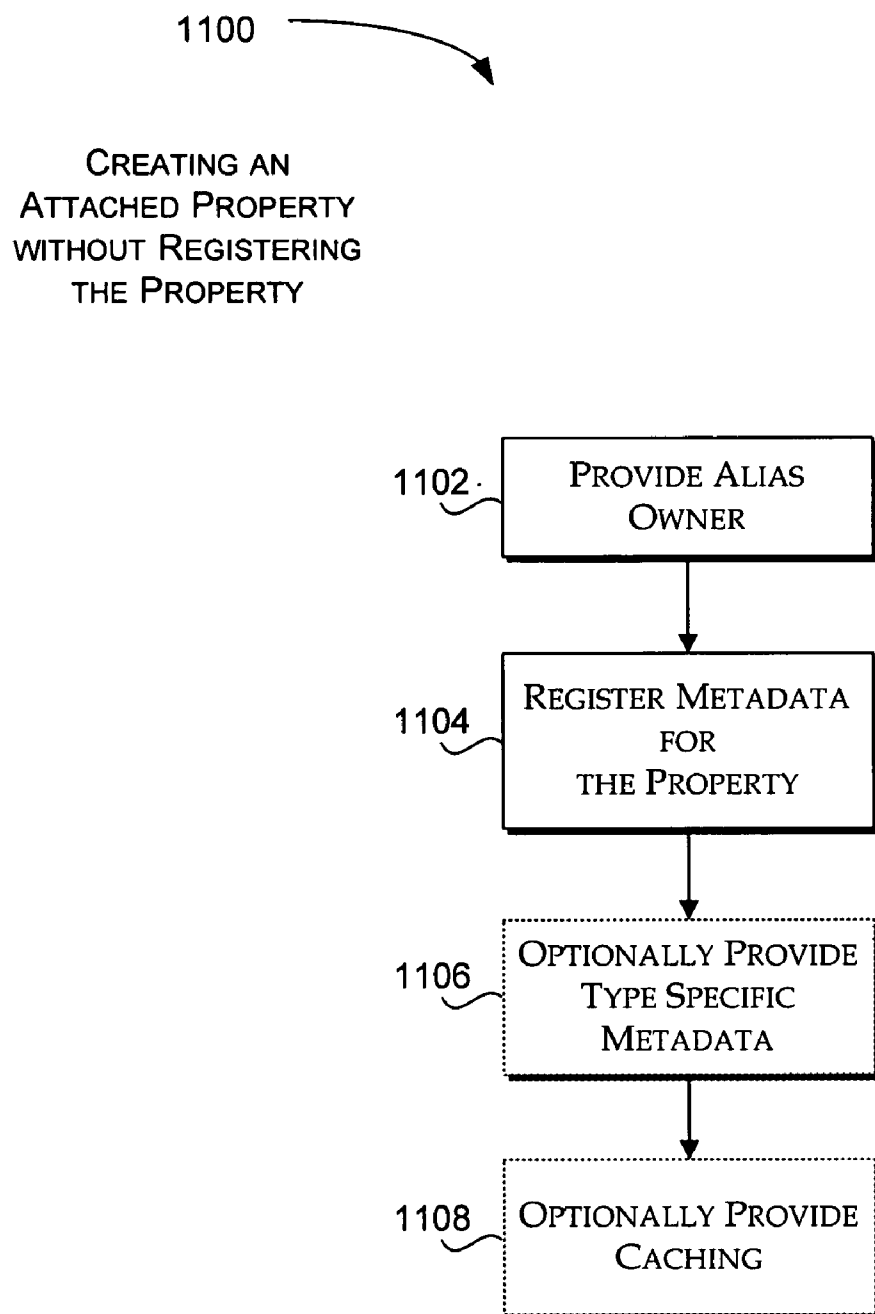 1100
CREATING AN
ATTACHED PROPERTY
WITHOUT REGISTERING
THE PROPERTY
1102
PROVIDE ALIAS
OWNER
1104
REGISTER METADATA
FOR
THE PROPERTY
1106
OPTIONALLY PROVIDE
TYPE SPECIFIC
METADATA
1108
OPTIONALLY PROVIDE
CACHING